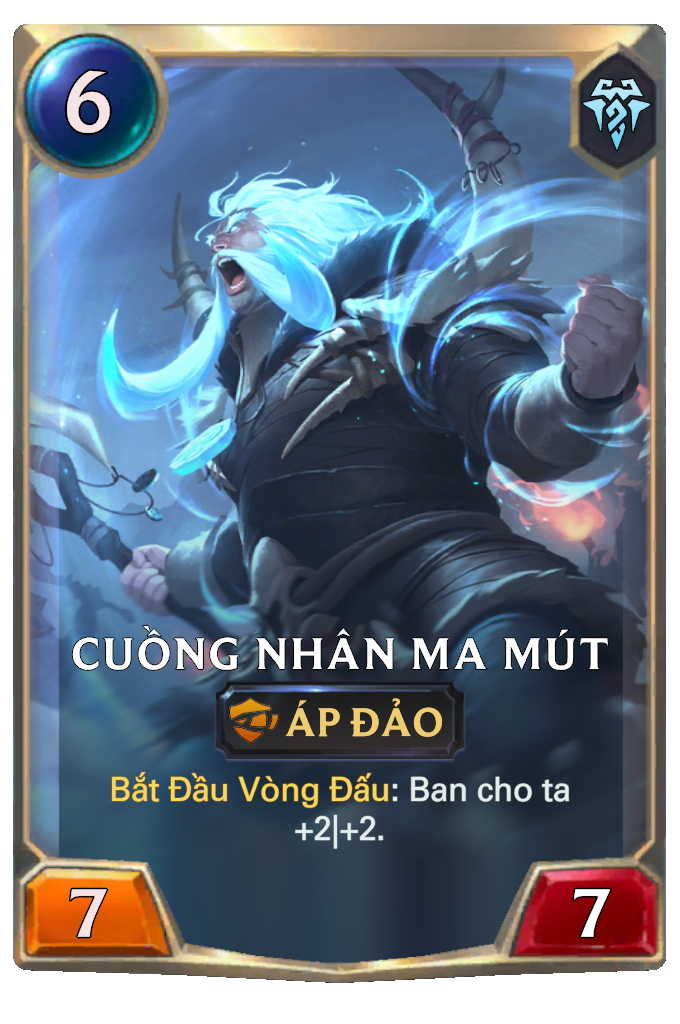 6
CUỒNG NHÂN MA MÚT
ÁP ĐẢO
Bắt Đầu Vòng Đấu: Ban cho ta
+2|+2.
7
7